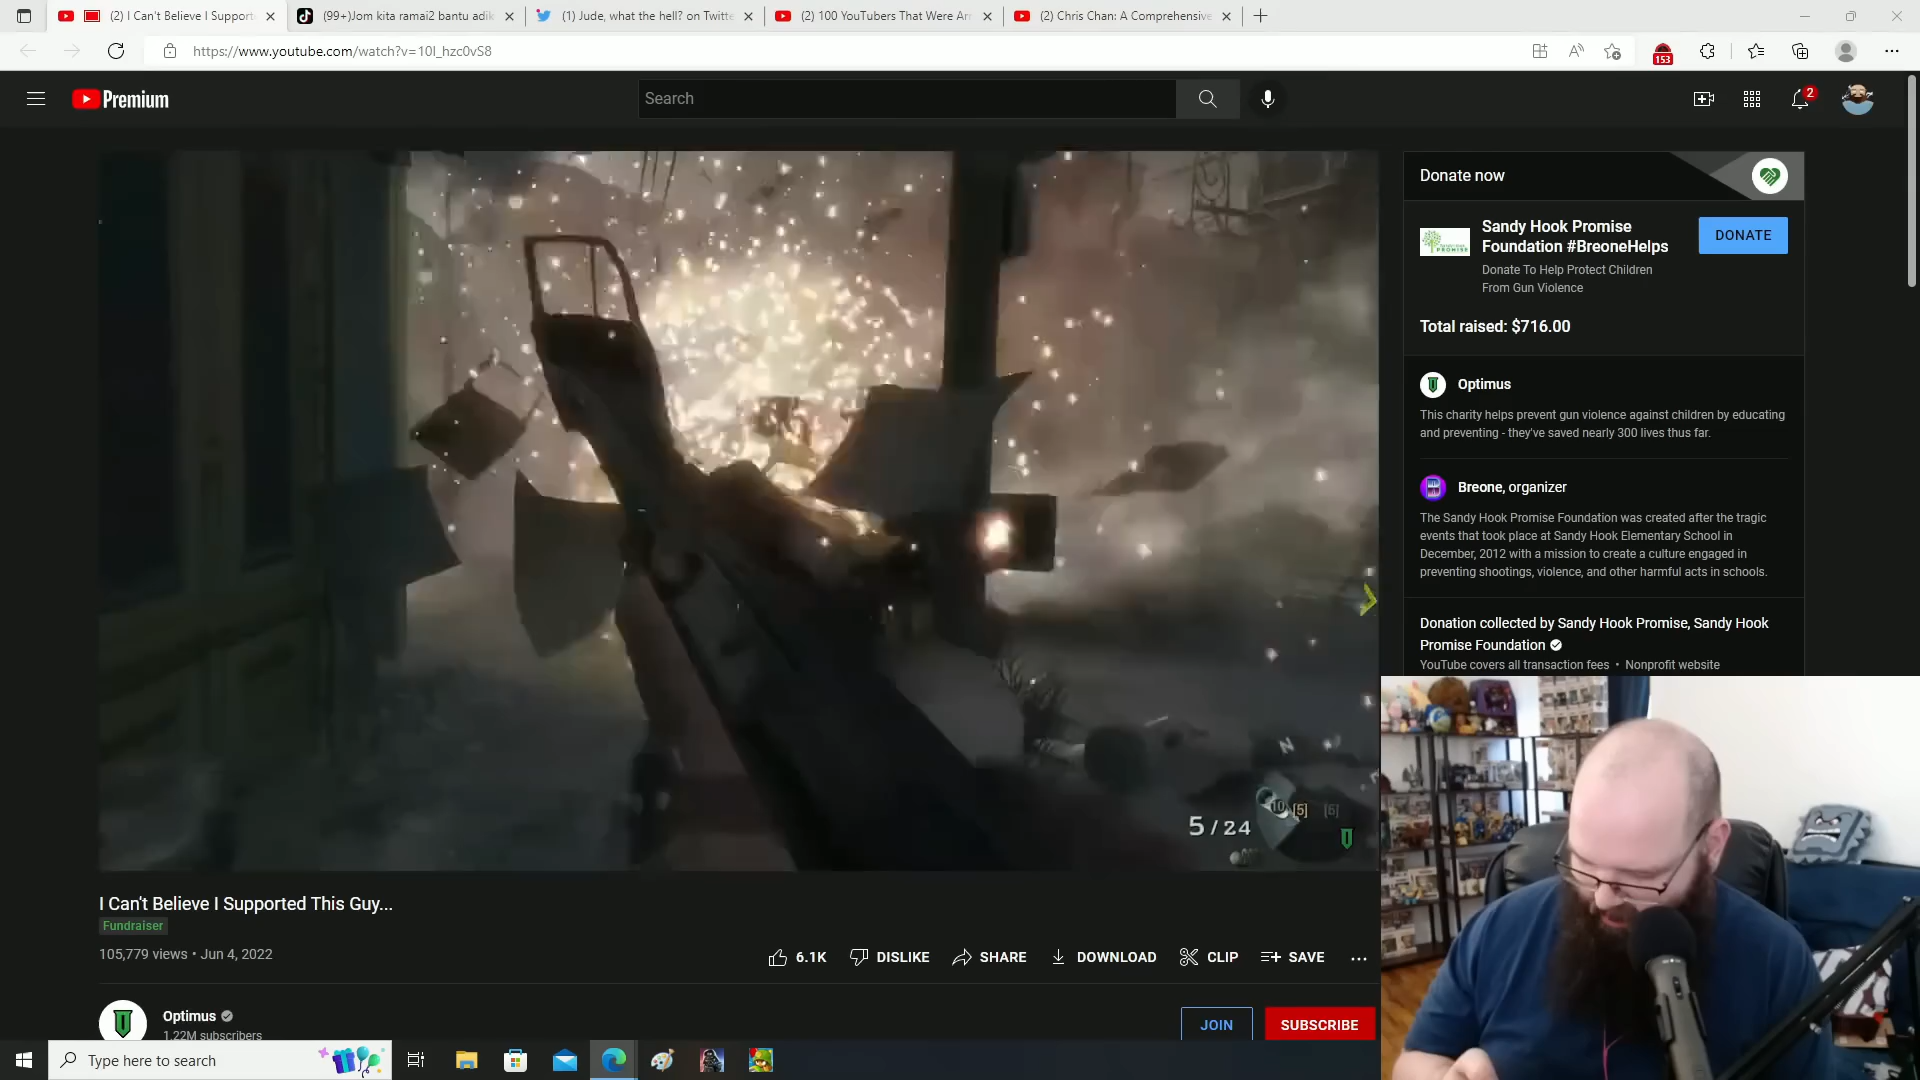 (2) I Can't Believe I Support
(99+)Jom kita ramai2 bantu adik
(1) Jude, what the hell? on Twitte
(2) 100 YouTubers That Were Arr
(2) Chris Chan: A Comprehensive
https://www.youtube.com/watch?v=10I_hzc0vS8
153
Premium
Search
2
Donate now
Sandy Hook Promise
Foundation #BreoneHelps
DONATE
Donate To Help Protect Children
From Gun Violence
Total raised: $716.00
Optimus
This charity helps prevent gun violence against children by educating
and preventing - they've saved nearly 300 lives thus far.
Breone, organizer
The Sandy Hook Promise Foundation was created after the tragic
events that took place at Sandy Hook Elementary School in
December, 2012 with a mission to create a culture engaged in
preventing shootings, violence, and other harmful acts in schools.
Donation collected by Sandy Hook Promise, Sandy Hook
Promise Foundation
YouTube covers all transaction fees • Nonprofit website
N
10 [5] [5]
5/24
I Can't Believe I Supported This Guy...
Fundraiser
105,779 views • Jun 4, 2022
6.1K
DISLIKE
SHARE
DOWNLOAD
CLIP
SAVE
Optimus
1.22M subscribers
JOIN
SUBSCRIBE
Type here to search